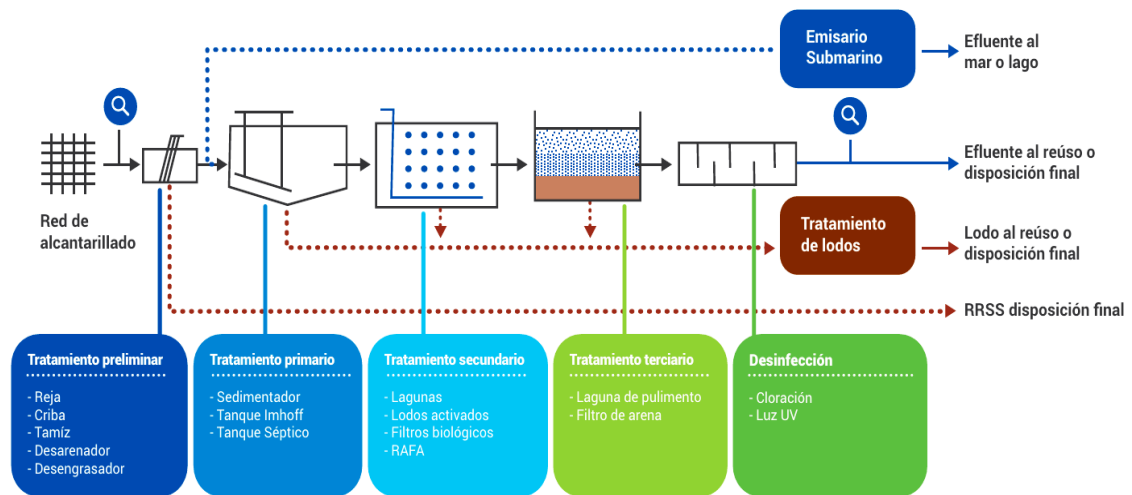 Emisario
Submarino
Efluente al
mar o lago
Efluente al reúso o
disposición final
Red de
alcantarillado
Tratamiento
de lodos
Lodo al reúso o
disposición final
RRSS disposición final
Tratamiento preliminar
- Reja
- Criba
- Tamíz
- Desarenador
- Desengrasador
Tratamiento primario
- Sedimentador
- Tanque Imhoff
- Tanque Séptico
Tratamiento secundario
- Lagunas
- Lodos activados
- Filtros biológicos
- RAFA
Tratamiento terciario
- Laguna de pulimento
- Filtro de arena
Desinfección
- Cloración
- Luz UV